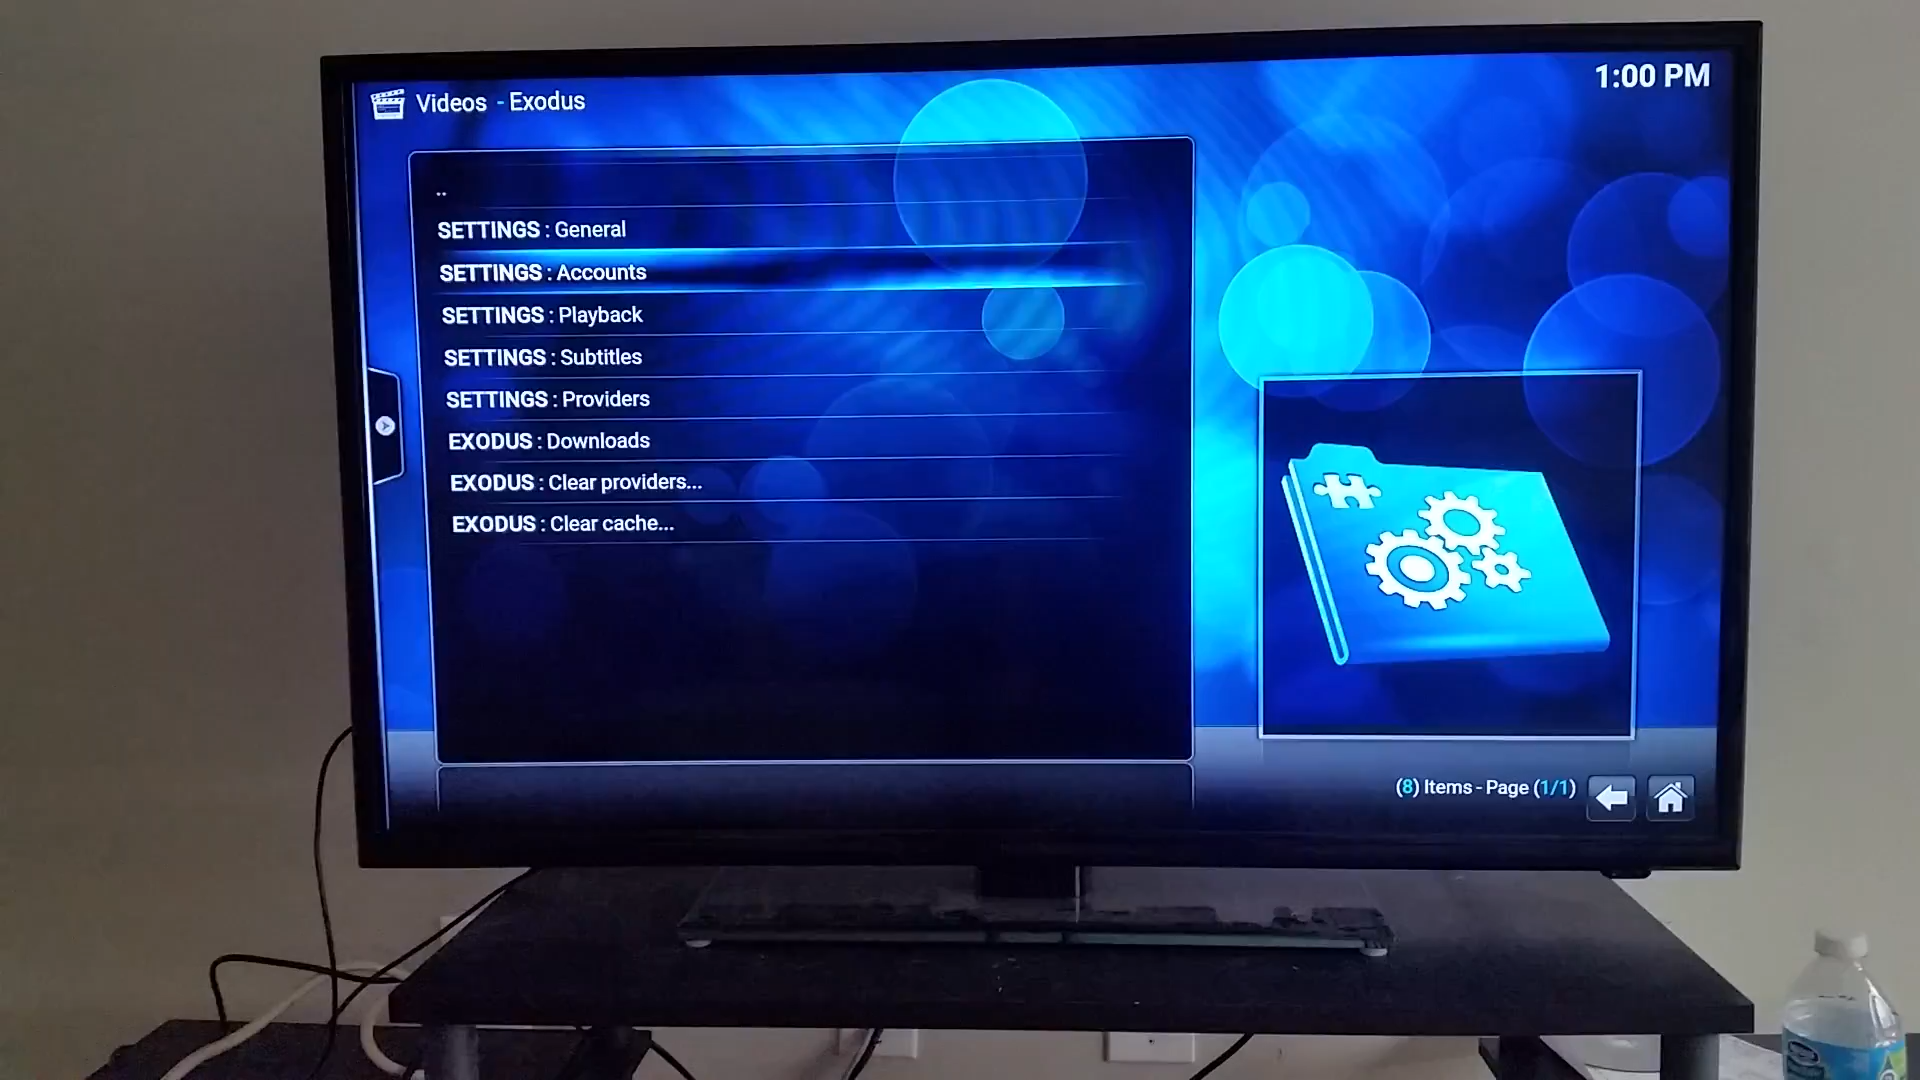 Videos - Exodus
1:00 PM
..
SETTINGS : General
SETTINGS : Accounts
SETTINGS : Playback
SETTINGS : Subtitles
SETTINGS : Providers
EXODUS : Downloads
EXODUS : Clear providers...
EXODUS : Clear cache...
(8) Items - Page (1/1)